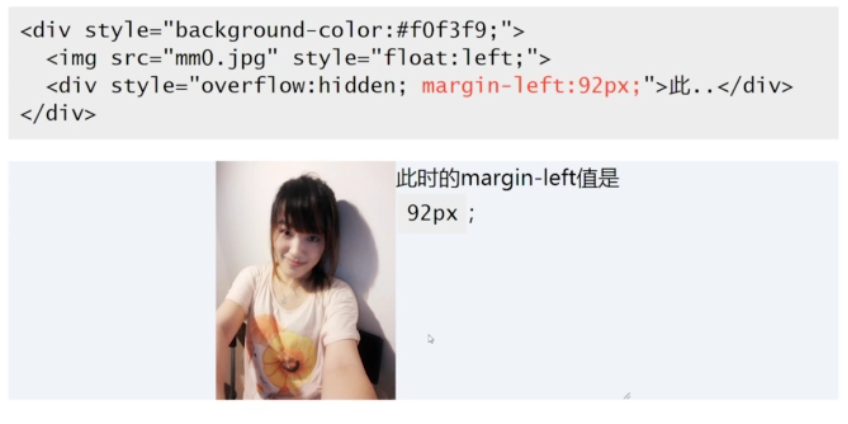 <div style="background-color:#f0f3f9;">
  <img src="mm0.jpg" style="float:left;">
  <div style="overflow:hidden; margin-left:92px;">此..</div>
</div>
此时的margin-left值是
92px ;